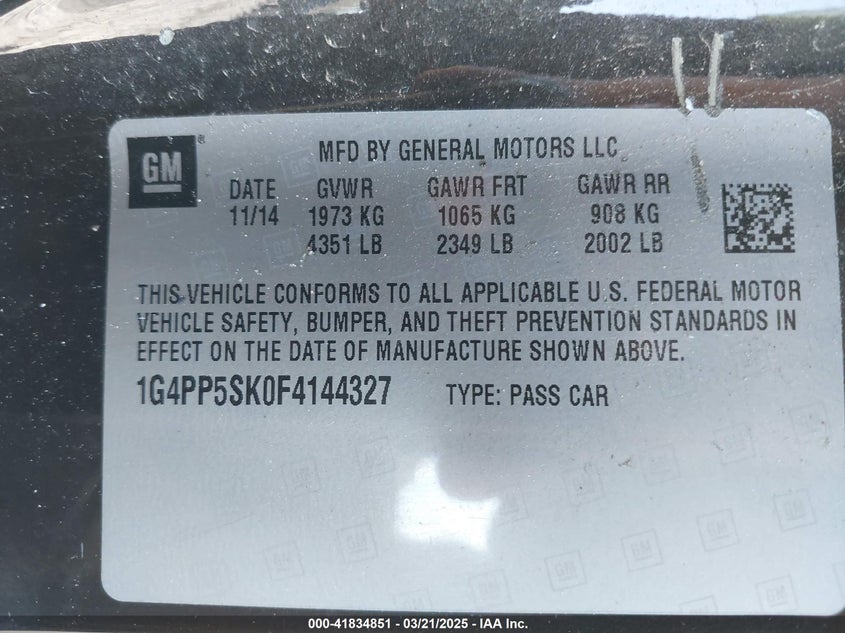 GM
MFD BY GENERAL MOTORS LLC
DATE GVWR GAWR FRT GAWR RR
11/14 1973 KG 1065 KG 908 KG
4351 LB 2349 LB 2002 LB
THIS VEHICLE CONFORMS TO ALL APPLICABLE U.S. FEDERAL MOTOR
VEHICLE SAFETY, BUMPER, AND THEFT PREVENTION STANDARDS IN
EFFECT ON THE DATE OF MANUFACTURE SHOWN ABOVE.
1G4PP5SK0F4144327 TYPE: PASS CAR
000-41834851 - 03/21/2025 - IAA Inc.